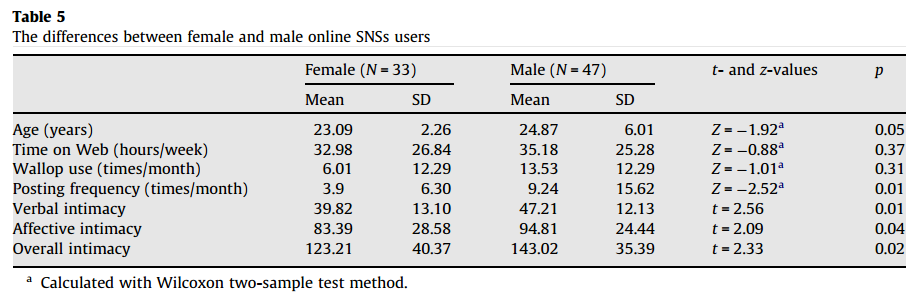 Table 5
The differences between female and male online SNSs users
Female (N = 33) Male (N = 47) t- and z-values p
Mean SD Mean SD
Age (years) 23.09 2.26 24.87 6.01 Z = −1.92a 0.05
Time on Web (hours/week) 32.98 26.84 35.18 25.28 Z = −0.88a 0.37
Wallop use (times/month) 6.01 12.29 13.53 12.29 Z = −1.01a 0.31
Posting frequency (times/month) 3.9 6.30 9.24 15.62 Z = −2.52a 0.01
Verbal intimacy 39.82 13.10 47.21 12.13 t = 2.56 0.01
Affective intimacy 83.39 28.58 94.81 24.44 t = 2.09 0.04
Overall intimacy 123.21 40.37 143.02 35.39 t = 2.33 0.02
a Calculated with Wilcoxon two-sample test method.